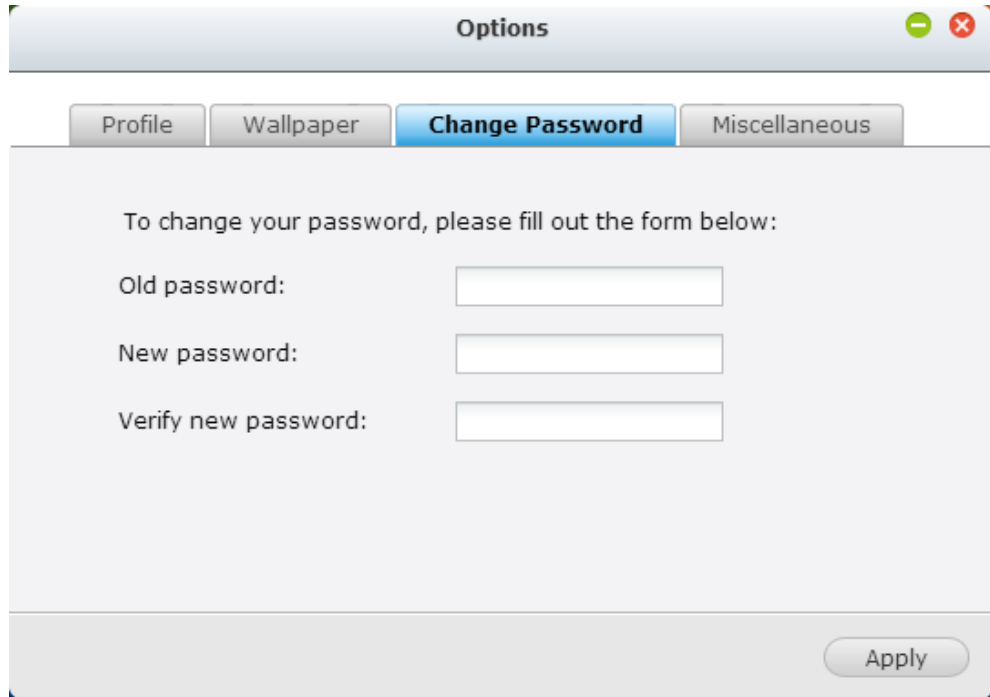 Options
Profile Wallpaper Change Password Miscellaneous
To change your password, please fill out the form below:
Old password:
New password:
Verify new password:
Apply